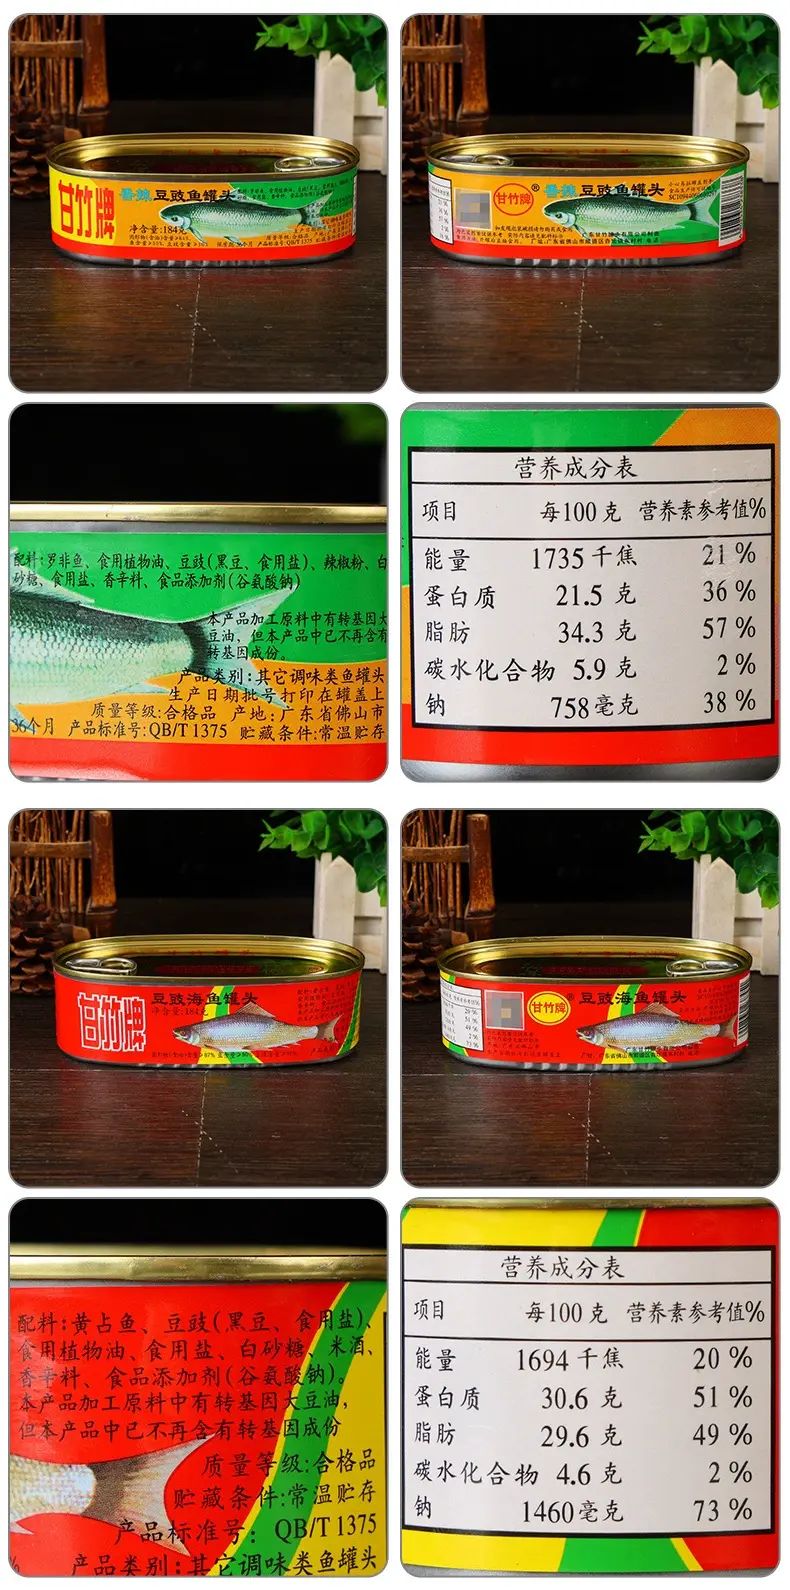 甘竹牌
香辣 豆豉鱼罐头
净含量:184克
甘竹牌®
香辣 豆豉鱼罐头
配料:罗非鱼、食用植物油、豆豉(黑豆、食用盐)、辣椒粉、白
砂糖、食用盐、香辛料、食品添加剂(谷氨酸钠)
本产品加工原料中有转基因大
豆油，但本产品中已不再含有
转基因成份。
产品类别:其它调味类鱼罐头
生产日期批号打印在罐盖上
质量等级:合格品 产地:广东省佛山市
36个月 产品标准号:QB/T 1375 贮藏条件:常温贮存
营养成分表
项目 每100克 营养素参考值%
能量 1735千焦 21 %
蛋白质 21.5 克 36 %
脂肪 34.3 克 57 %
碳水化合物 5.9 克 2 %
钠 758毫克 38 %
甘竹牌
豆豉海鱼罐头
净含量:184克
甘竹牌®
豆豉海鱼罐头
配料:黄占鱼、豆豉(黑豆、食用盐)、
食用植物油、食用盐、白砂糖、米酒、
香辛料、食品添加剂(谷氨酸钠)。
本产品加工原料中有转基因大豆油，
但本产品中已不再含有转基因成份
质量等级:合格品
贮藏条件:常温贮存
产品标准号: QB/T 1375
产品类别:其它调味类鱼罐头
营养成分表
项目 每100克 营养素参考值%
能量 1694千焦 20 %
蛋白质 30.6 克 51 %
脂肪 29.6 克 49 %
碳水化合物 4.6 克 2 %
钠 1460毫克 73 %